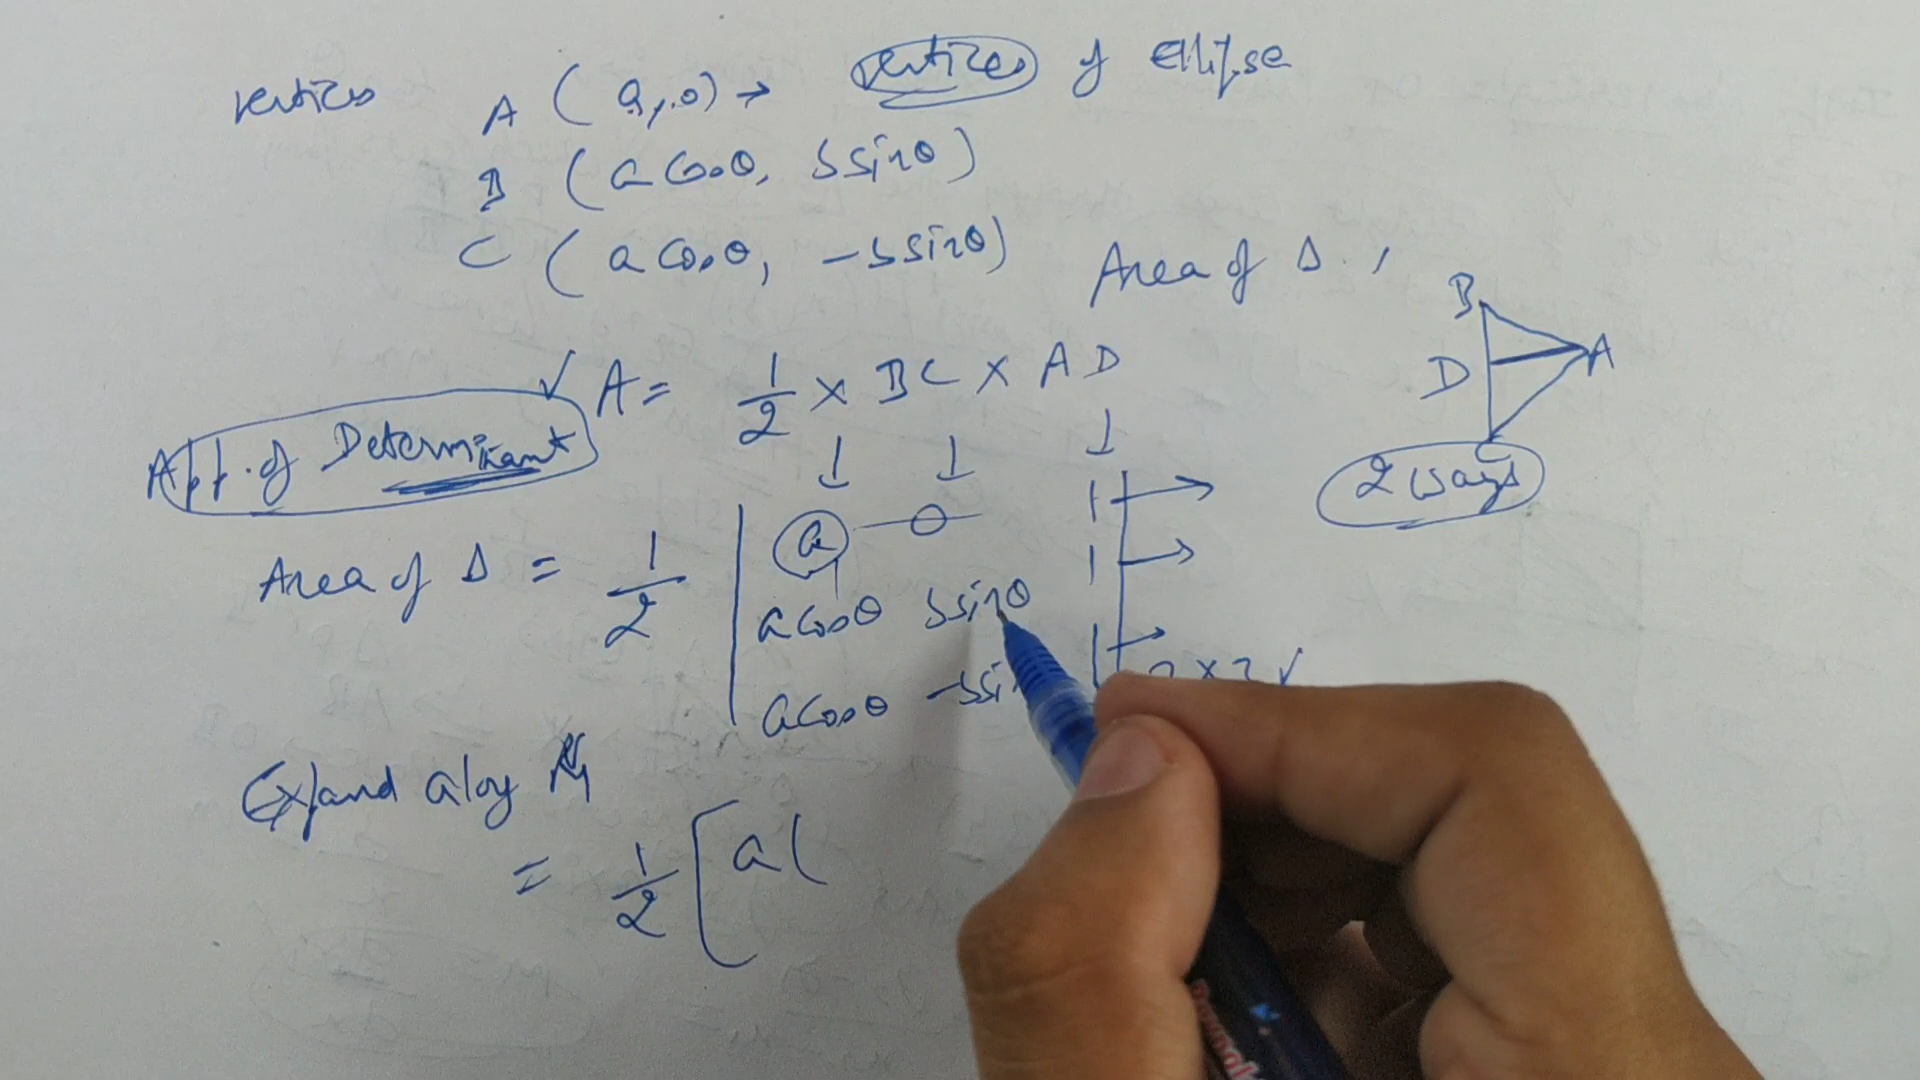 vertices A (a, 0) → vertices of Ellipse
B (a cosθ, b sinθ)
C (a cosθ, -b sinθ)
Area of Δ ,
B
D
A
C
✓ A = 1/2 × BC × AD
App. of Determinant
2 ways
Area of Δ = 1/2 | a 0 1 |
a cosθ b sinθ 1
a cosθ -b sin 1
Expand along R1
= 1/2 [ a (